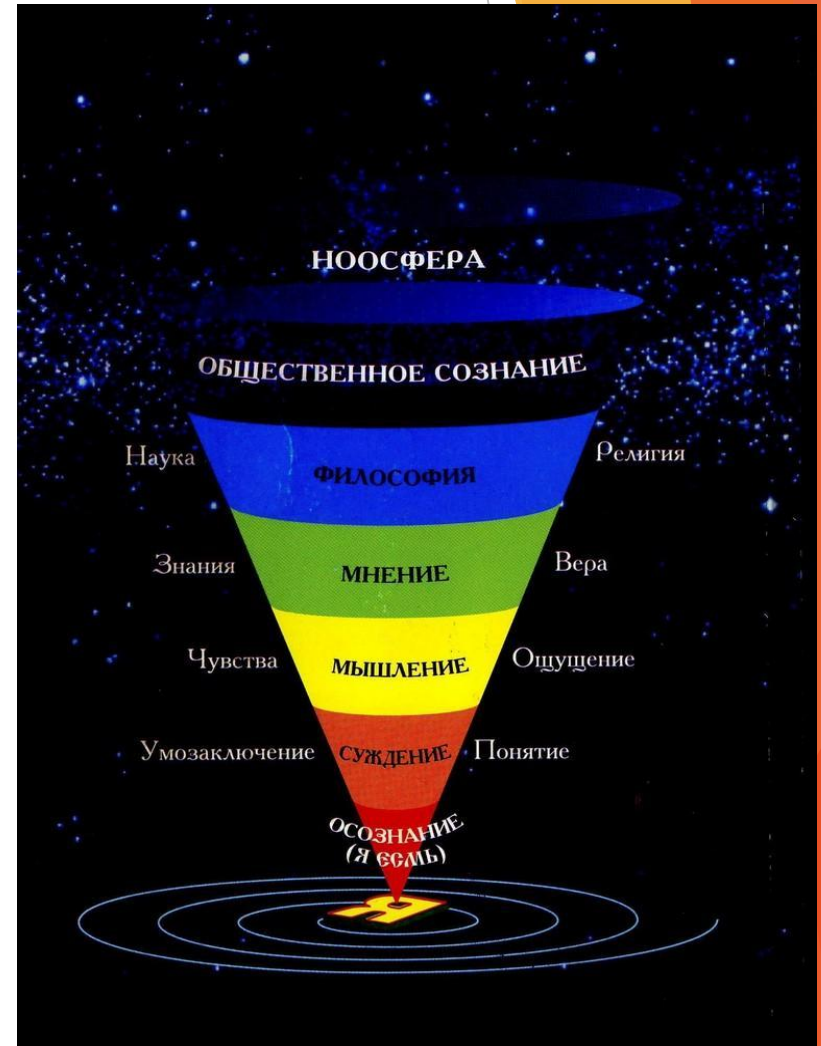 НООСФЕРА
ОБЩЕСТВЕННОЕ СОЗНАНИЕ
Наука ФИЛОСОФИЯ Религия
Знания МНЕНИЕ Вера
Чувства МЫШЛЕНИЕ Ощущение
Умозаключение СУЖДЕНИЕ Понятие
ОСОЗНАНИЕ
(Я ЕСМЬ)
Я